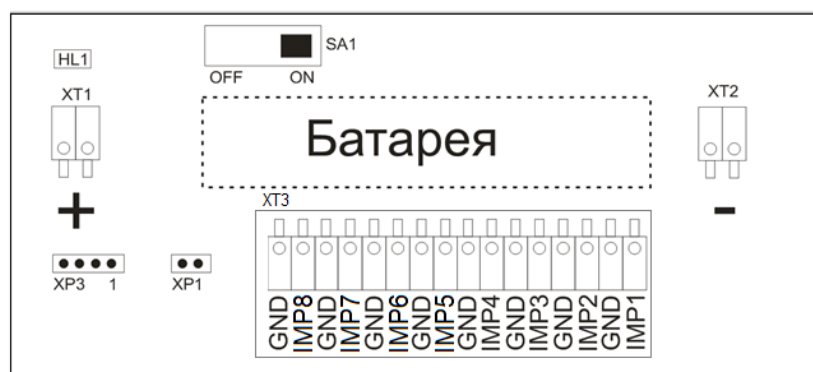 HL1
SA1
OFF ON
XT1
XT2
Батарея
+
-
XT3
XP3 1
XP1
GND
IMP8
GND
IMP7
GND
IMP6
GND
IMP5
GND
IMP4
GND
IMP3
GND
IMP2
GND
IMP1